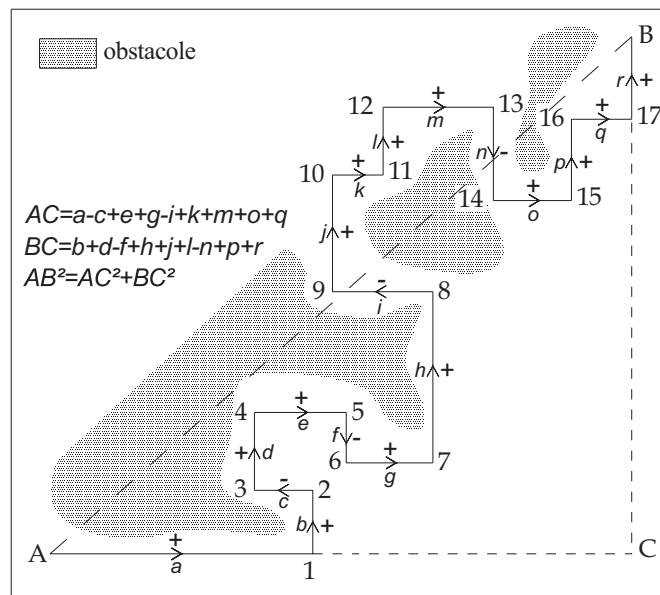 obstacole
B
r +
12
+
m
13
16
+
q
17
l +
n -
p +
10
+
k
11
14
+
o
15
AC=a-c+e+g-i+k+m+o+q
j +
BC=b+d-f+h+j+l-n+p+r
AB²=AC²+BC²
9
-
i
8
h +
4
+
e
5
f -
+ d
6
+
g
7
3
-
c
2
b +
A
+
a
1
C